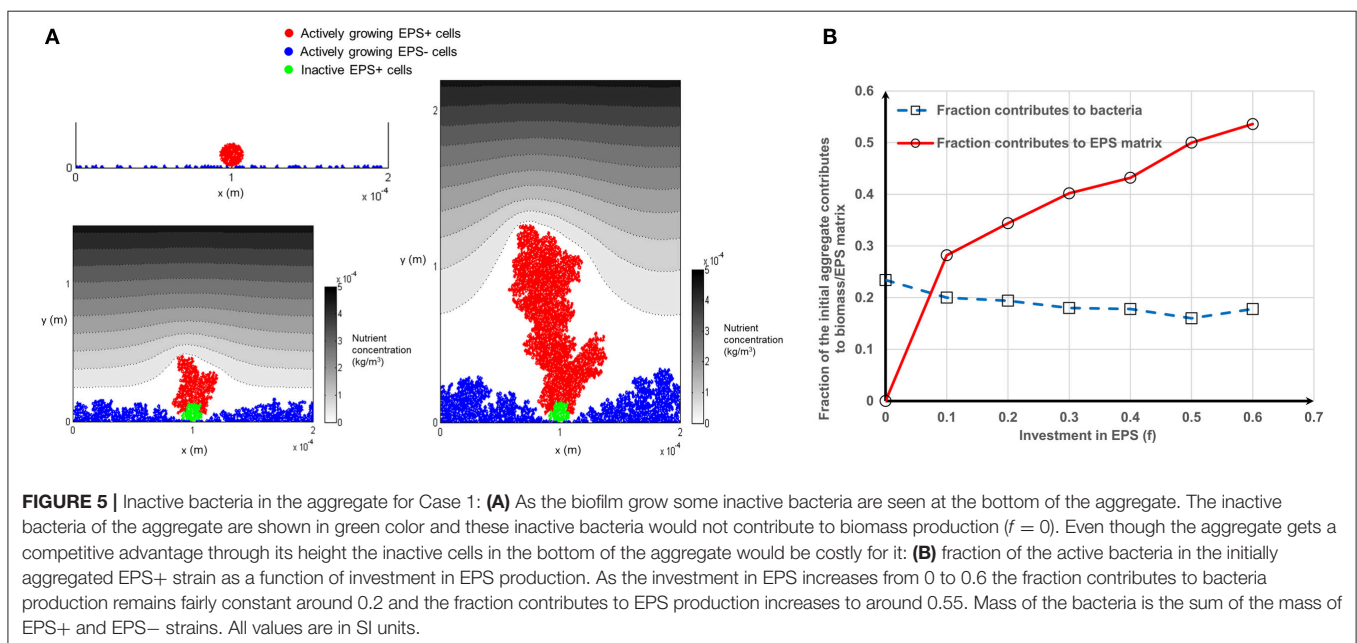 A
Actively growing EPS+ cells
Actively growing EPS- cells
Inactive EPS+ cells
0
0
1
2
x (m)
× 10⁻⁴
1
y (m)
0
0
1
2
x (m)
× 10⁻⁴
× 10⁻⁴
5
4
3
2
1
0
Nutrient
concentration
(kg/m³)
2
y (m)
1
0
0
1
2
x (m)
× 10⁻⁴
× 10⁻⁴
5
4
3
2
1
0
Nutrient
concentration
(kg/m³)
B
Fraction of the initial aggregate contributes
to biomass/EPS matrix
0.6
0.5
0.4
0.3
0.2
0.1
0
Fraction contributes to bacteria
Fraction contributes to EPS matrix
0 0.1 0.2 0.3 0.4 0.5 0.6 0.7
Investment in EPS (f)
FIGURE 5 | Inactive bacteria in the aggregate for Case 1: (A) As the biofilm grow some inactive bacteria are seen at the bottom of the aggregate. The inactive
bacteria of the aggregate are shown in green color and these inactive bacteria would not contribute to biomass production (f = 0). Even though the aggregate gets a
competitive advantage through its height the inactive cells in the bottom of the aggregate would be costly for it: (B) fraction of the active bacteria in the initially
aggregated EPS+ strain as a function of investment in EPS production. As the investment in EPS increases from 0 to 0.6 the fraction contributes to bacteria
production remains fairly constant around 0.2 and the fraction contributes to EPS production increases to around 0.55. Mass of the bacteria is the sum of the mass of
EPS+ and EPS− strains. All values are in SI units.